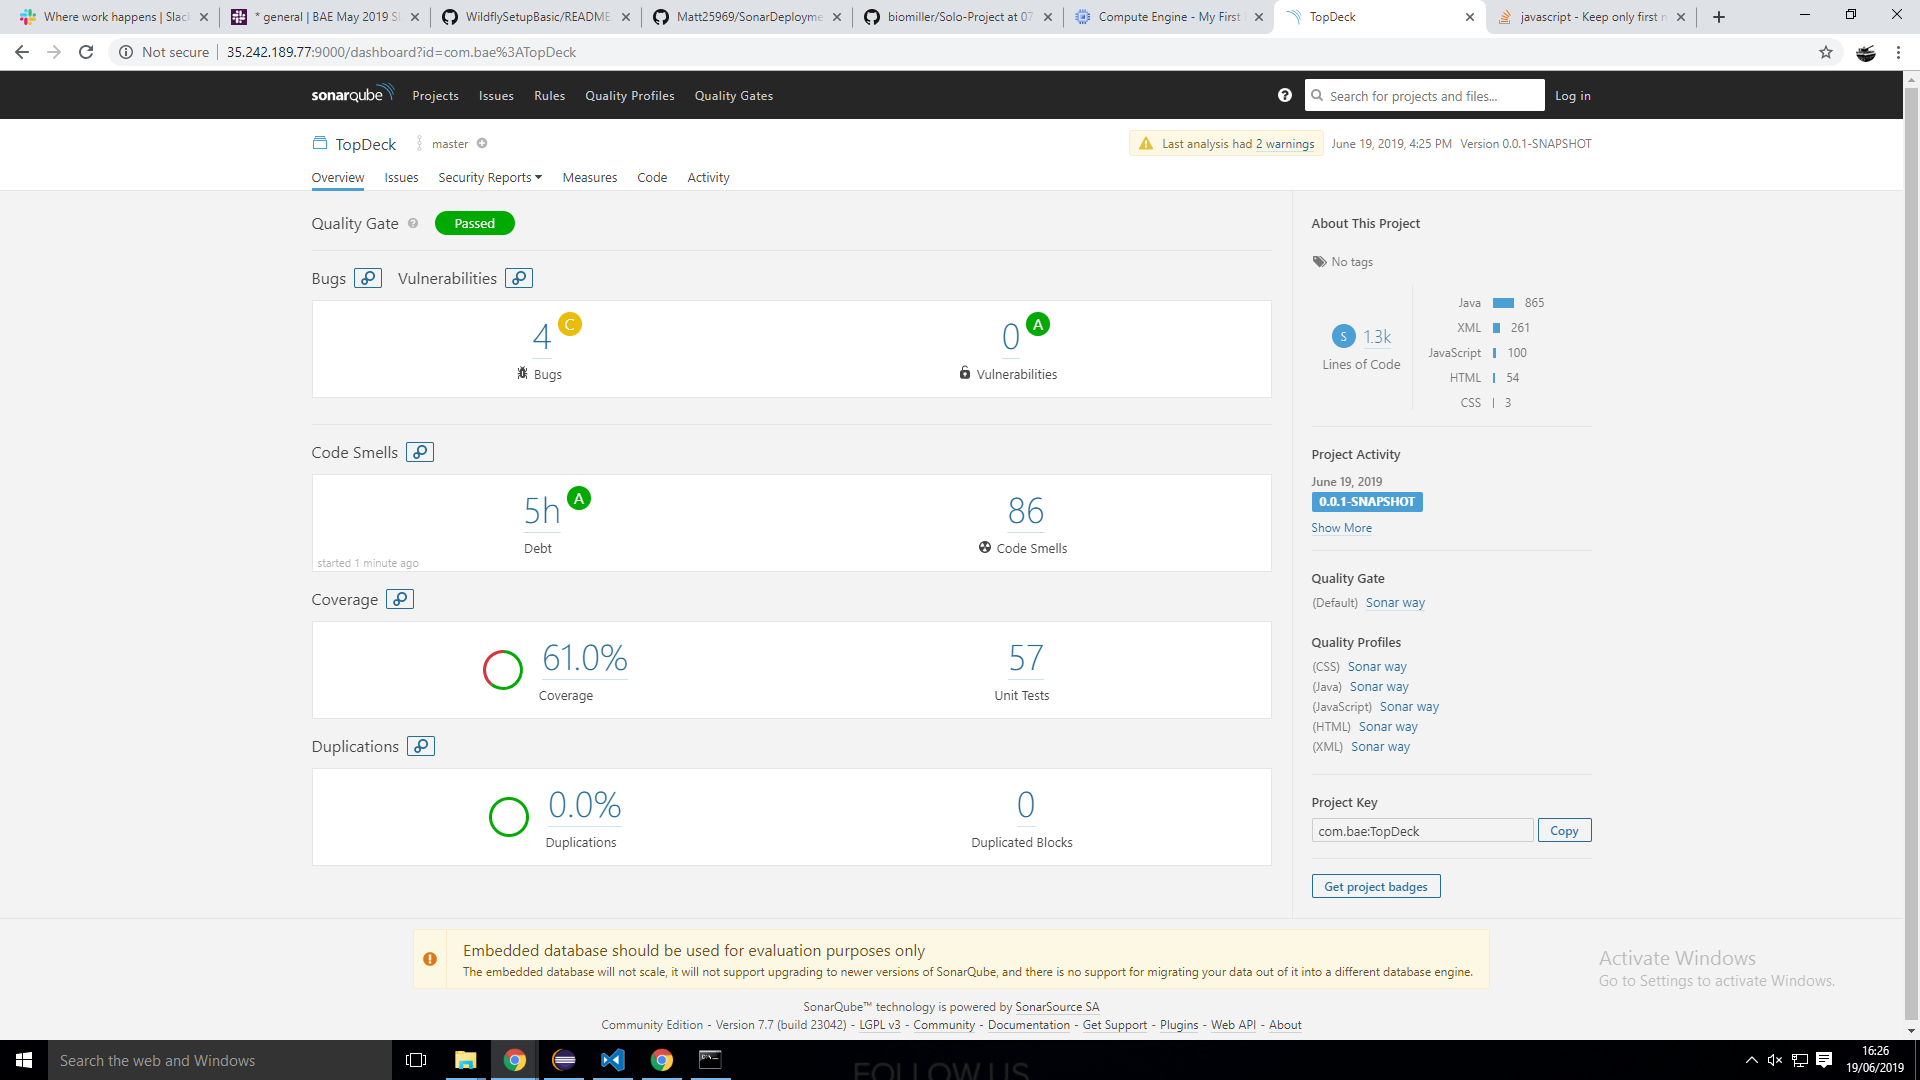 Where work happens | Slac
* general | BAE May 2019 S
WildflySetupBasic/README
Matt25969/SonarDeployme
biomiller/Solo-Project at 07
Compute Engine - My First
TopDeck
javascript - Keep only first
Not secure
35.242.189.77:9000/dashboard?id=com.bae%3ATopDeck
sonarqube
Projects
Issues
Rules
Quality Profiles
Quality Gates
Search for projects and files...
Log in
TopDeck
master
Last analysis had 2 warnings
June 19, 2019, 4:25 PM
Version 0.0.1-SNAPSHOT
Overview
Issues
Security Reports
Measures
Code
Activity
Quality Gate
Passed
Bugs
Vulnerabilities
4
C
Bugs
0
A
Vulnerabilities
Code Smells
5h
A
Debt
started 1 minute ago
86
Code Smells
Coverage
61.0%
Coverage
57
Unit Tests
Duplications
0.0%
Duplications
0
Duplicated Blocks
About This Project
No tags
S
1.3k
Lines of Code
Java 865
XML 261
JavaScript 100
HTML 54
CSS 3
Project Activity
June 19, 2019
0.0.1-SNAPSHOT
Show More
Quality Gate
(Default) Sonar way
Quality Profiles
(CSS) Sonar way
(Java) Sonar way
(JavaScript) Sonar way
(HTML) Sonar way
(XML) Sonar way
Project Key
com.bae:TopDeck
Copy
Get project badges
Embedded database should be used for evaluation purposes only
The embedded database will not scale, it will not support upgrading to newer versions of SonarQube, and there is no support for migrating your data out of it into a different database engine.
Activate Windows
Go to Settings to activate Windows.
SonarQube™ technology is powered by SonarSource SA
Community Edition - Version 7.7 (build 23042) - LGPL v3 - Community - Documentation - Get Support - Plugins - Web API - About
Search the web and Windows
FOLLOW US
16:26
19/06/2019